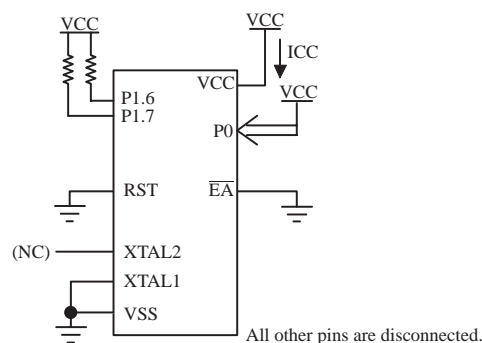 VCC
VCC
ICC
VCC
VCC
P1.6
P1.7
P0
RST
EA
(NC)
XTAL2
XTAL1
VSS
All other pins are disconnected.